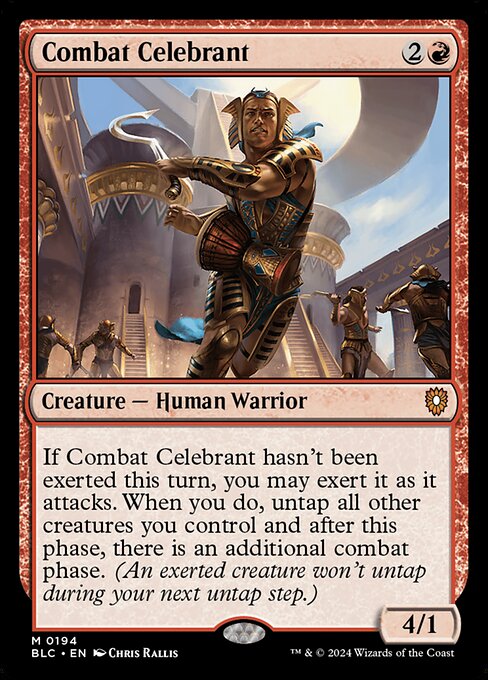 Combat Celebrant 2
Creature — Human Warrior
If Combat Celebrant hasn't been
exerted this turn, you may exert it as it
attacks. When you do, untap all other
creatures you control and after this
phase, there is an additional combat
phase. (An exerted creature won't untap
during your next untap step.)
4/1
M 0194
BLC • EN Chris Rallis
™ & © 2024 Wizards of the Coast